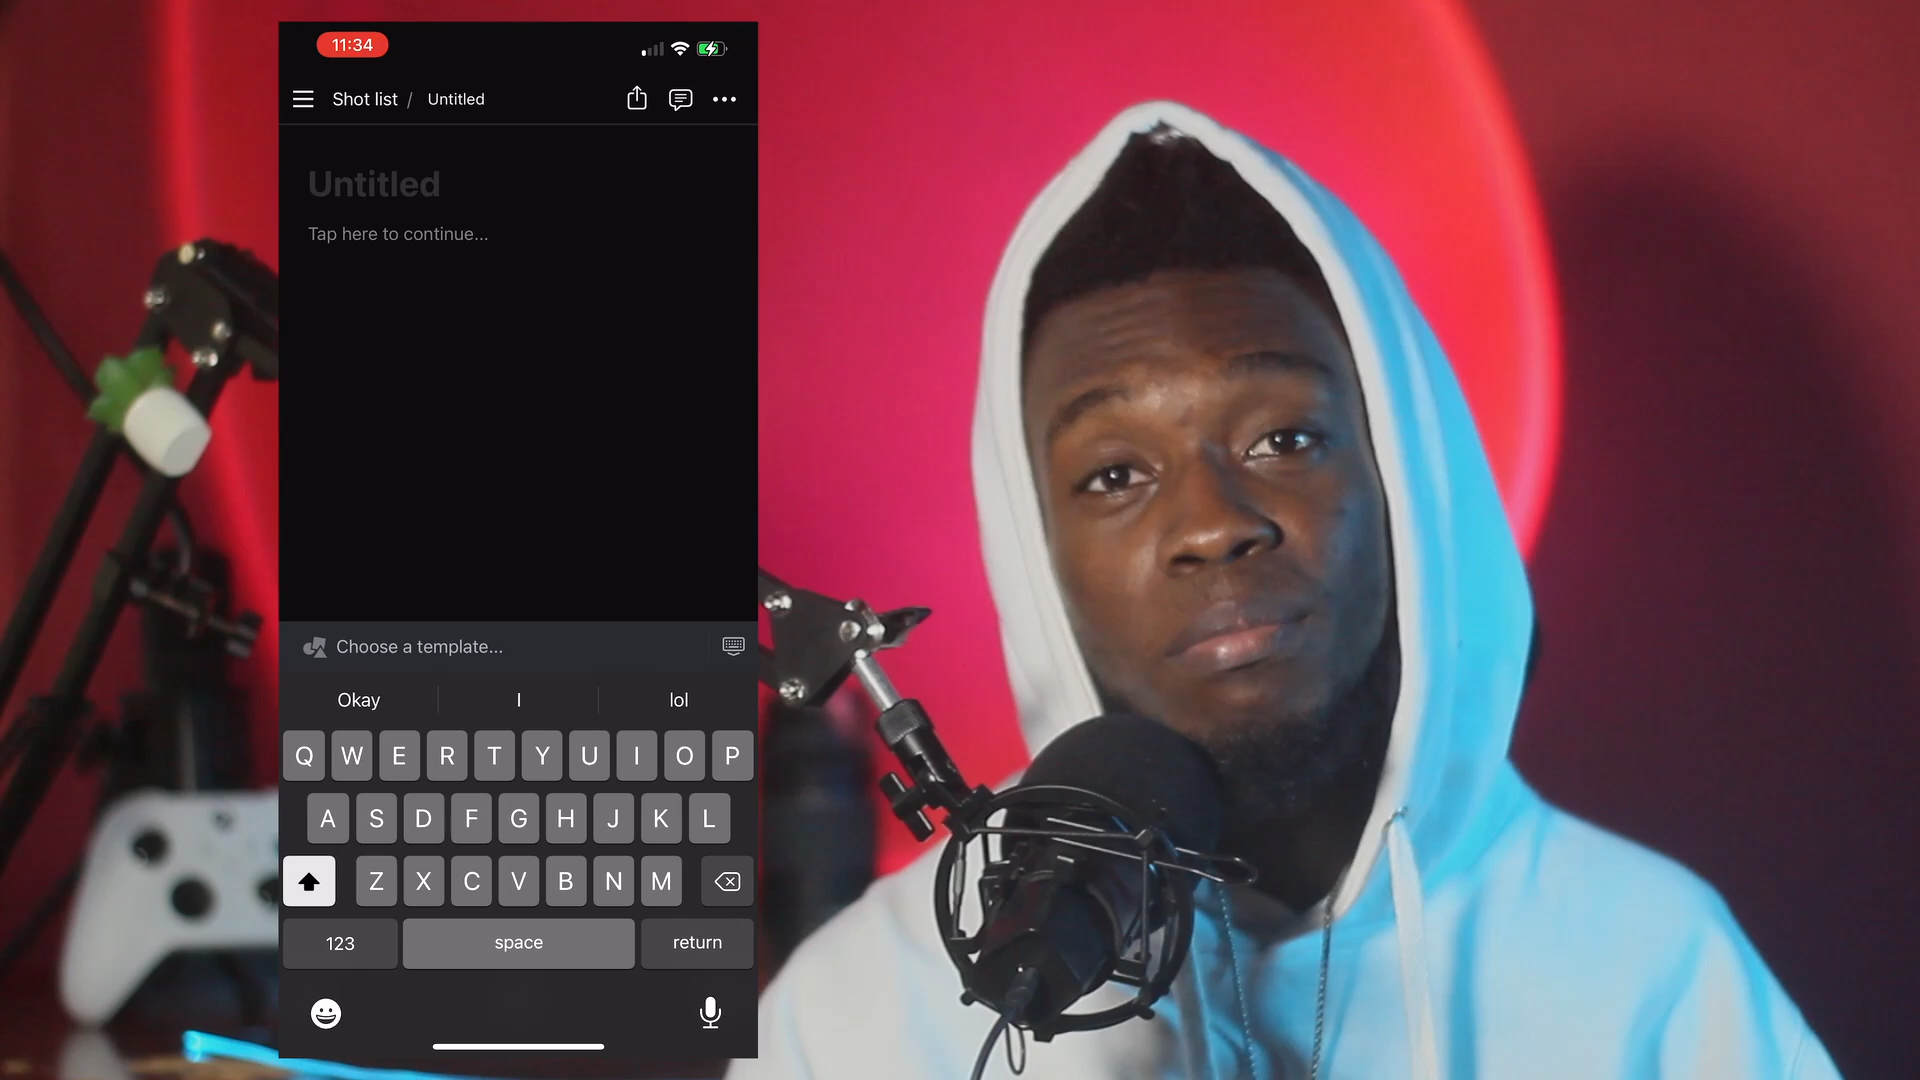 11:34
Shot list / Untitled
Untitled
Tap here to continue...
Choose a template...
Okay I lol
Q W E R T Y U I O P
A S D F G H J K L
Z X C V B N M
123 space return